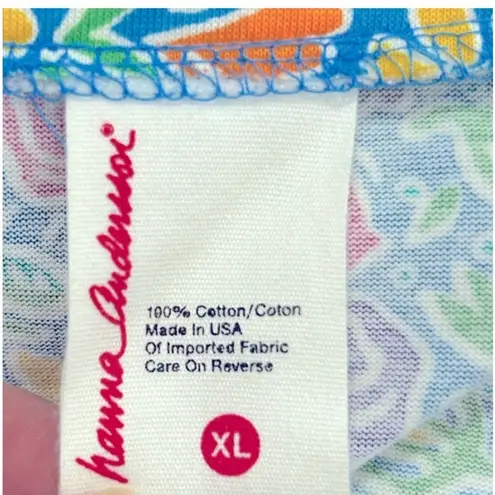 hanna andersson®
100% Cotton/Coton
Made In USA
Of Imported Fabric
Care On Reverse
XL